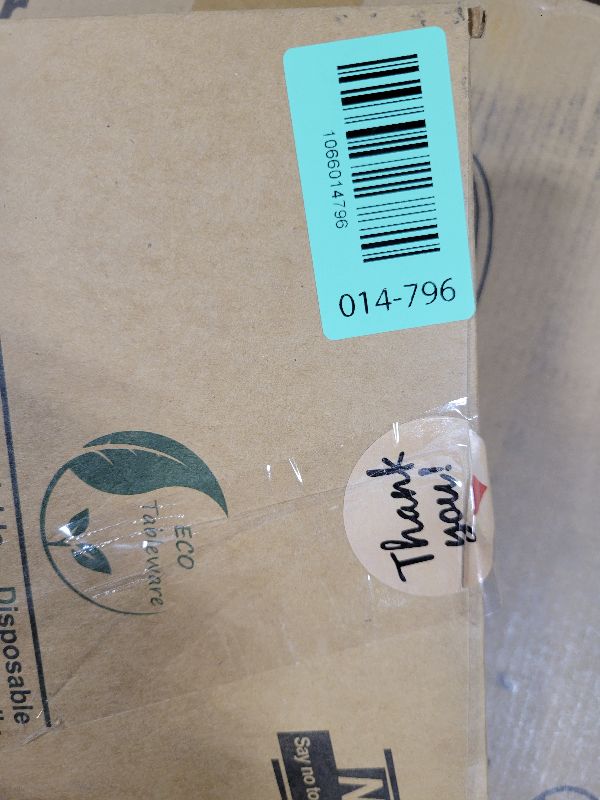 1066014796
014-796
Thank
you!
ECO
Tableware
Disposable
Say no to